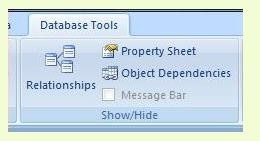 Database Tools
Property Sheet
Object Dependencies
Relationships
Message Bar
Show/Hide